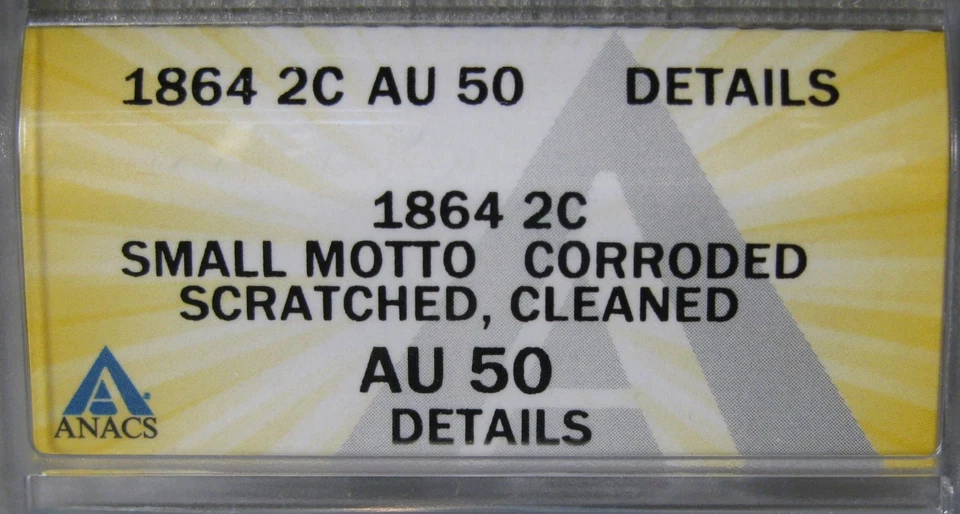 1864 2C AU 50 DETAILS
1864 2C
SMALL MOTTO CORRODED
SCRATCHED, CLEANED
AU 50
DETAILS
ANACS